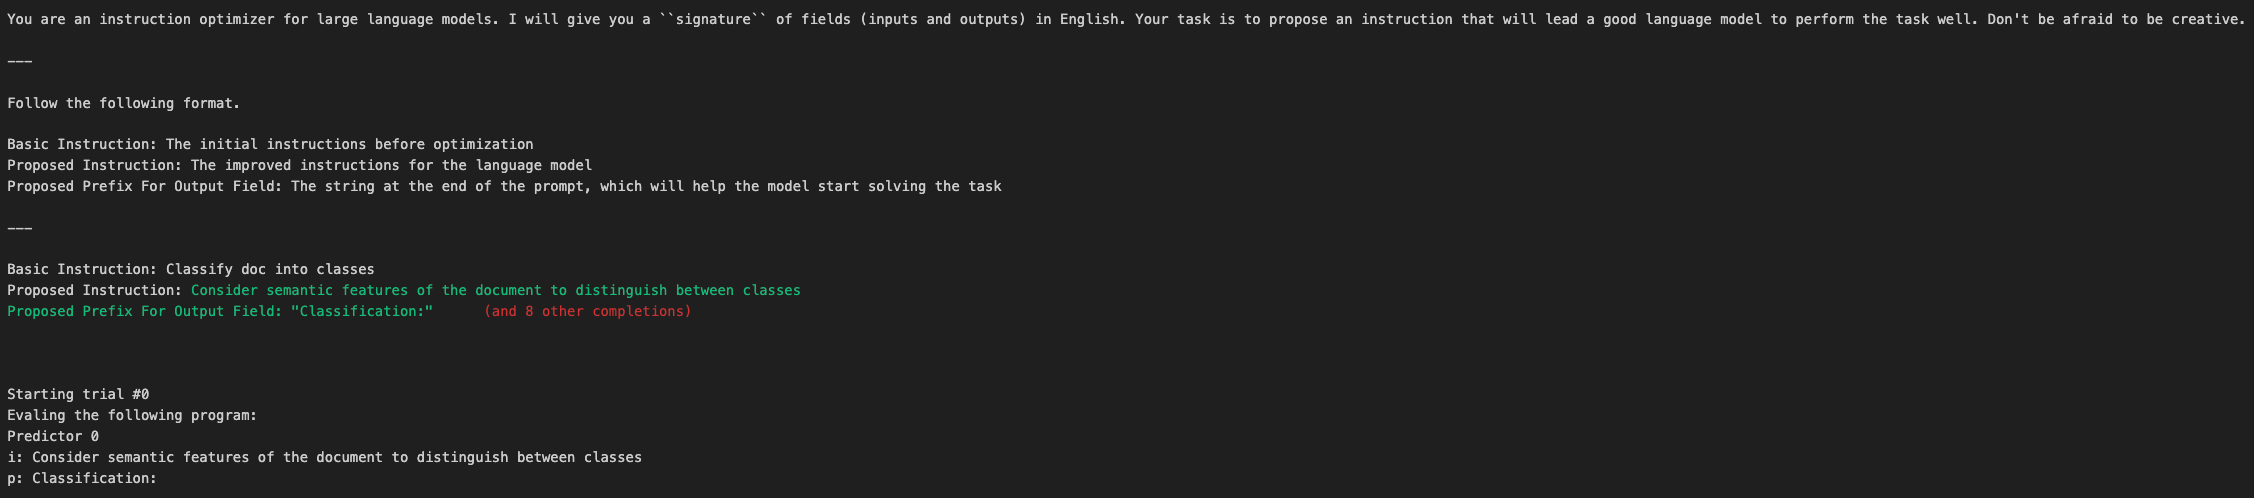 You are an instruction optimizer for large language models. I will give you a ``signature`` of fields (inputs and outputs) in English. Your task is to propose an instruction that will lead a good language model to perform the task well. Don't be afraid to be creative.
---
Follow the following format.
Basic Instruction: The initial instructions before optimization
Proposed Instruction: The improved instructions for the language model
Proposed Prefix For Output Field: The string at the end of the prompt, which will help the model start solving the task
---
Basic Instruction: Classify doc into classes
Proposed Instruction: Consider semantic features of the document to distinguish between classes
Proposed Prefix For Output Field: "Classification:" (and 8 other completions)
Starting trial #0
Evaling the following program:
Predictor 0
i: Consider semantic features of the document to distinguish between classes
p: Classification: